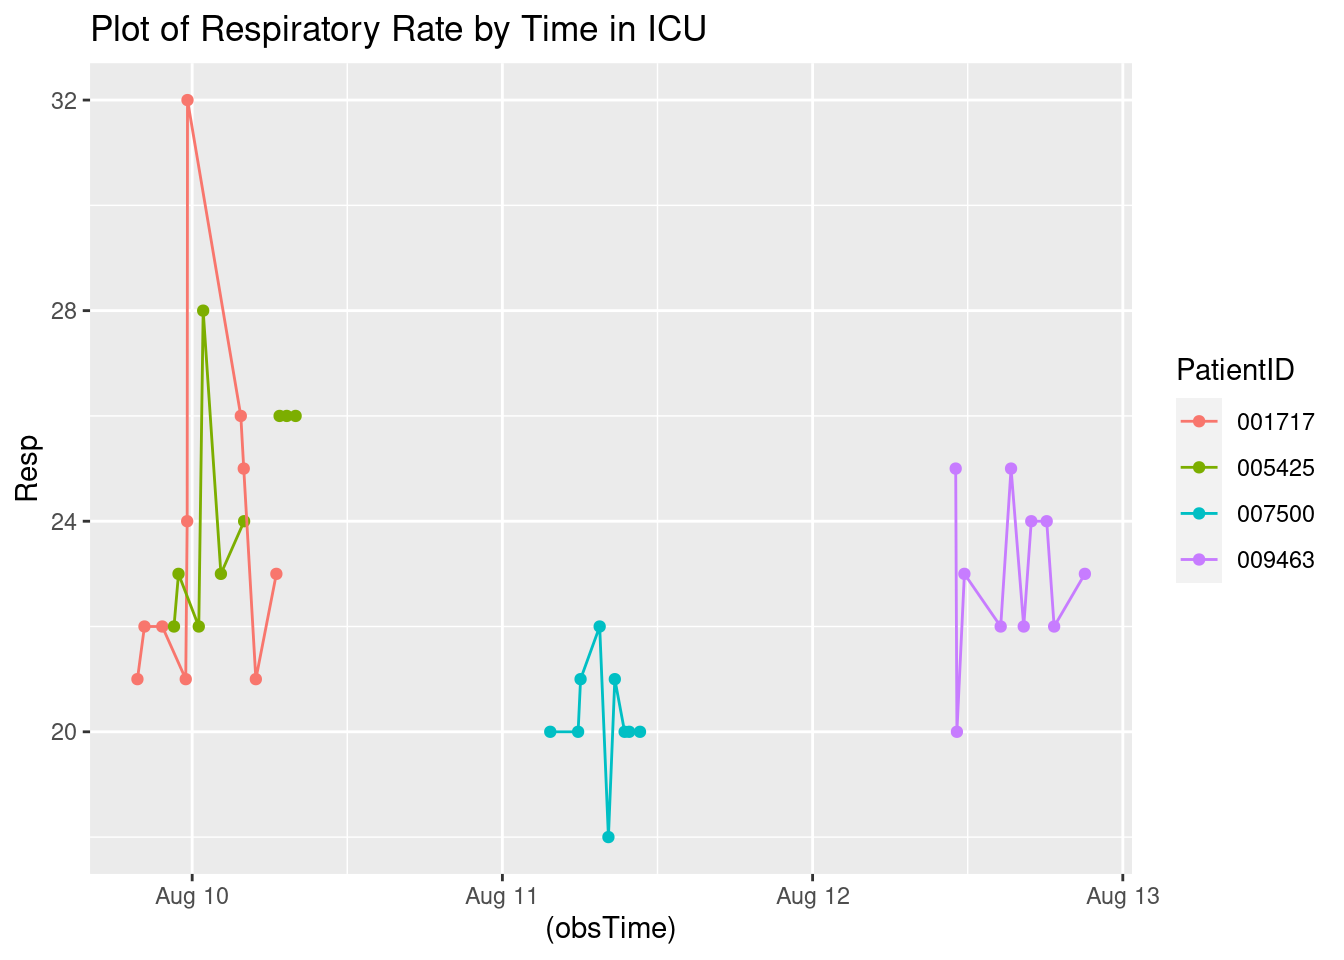 Plot of Respiratory Rate by Time in ICU
32
28
24
20
Resp
Aug 10
Aug 11
Aug 12
Aug 13
(obsTime)
PatientID
001717
005425
007500
009463